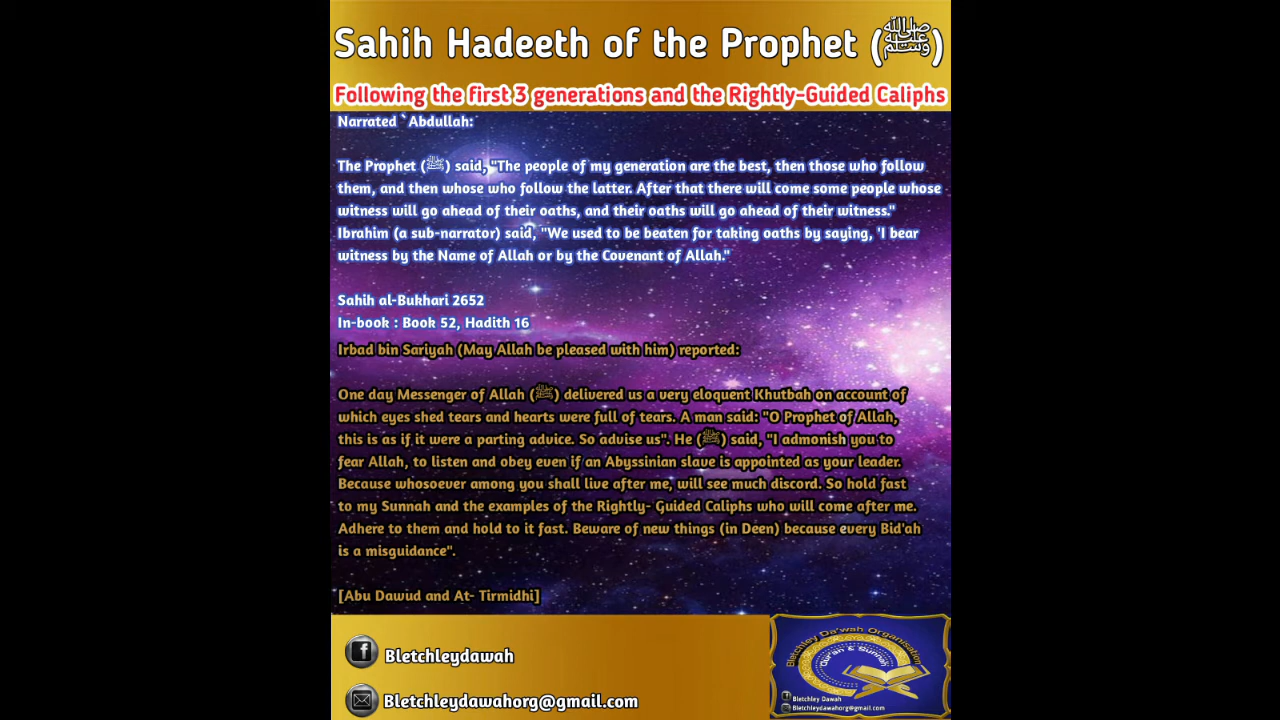 Sahih Hadeeth of the Prophet (ﷺ)
Following the first 3 generations and the Rightly-Guided Caliphs
Narrated `Abdullah:
The Prophet (ﷺ) said, "The people of my generation are the best, then those who follow
them, and then whose who follow the latter. After that there will come some people whose
witness will go ahead of their oaths, and their oaths will go ahead of their witness."
Ibrahim (a sub-narrator) said, "We used to be beaten for taking oaths by saying, 'I bear
witness by the Name of Allah or by the Covenant of Allah."
Sahih al-Bukhari 2652
In-book : Book 52, Hadith 16
Irbad bin Sariyah (May Allah be pleased with him) reported:
One day Messenger of Allah (ﷺ) delivered us a very eloquent Khutbah on account of
which eyes shed tears and hearts were full of tears. A man said: "O Prophet of Allah,
this is as if it were a parting advice. So advise us". He (ﷺ) said, "I admonish you to
fear Allah, to listen and obey even if an Abyssinian slave is appointed as your leader.
Because whosoever among you shall live after me, will see much discord. So hold fast
to my Sunnah and the examples of the Rightly- Guided Caliphs who will come after me.
Adhere to them and hold to it fast. Beware of new things (in Deen) because every Bid'ah
is a misguidance".
[Abu Dawud and At- Tirmidhi]
Bletchleydawah
Bletchleydawahorg@gmail.com
Bletchley Da'wah Organisation
Qur'an & Sunnah
Bletchley Dawah
Bletchleydawahorg@gmail.com